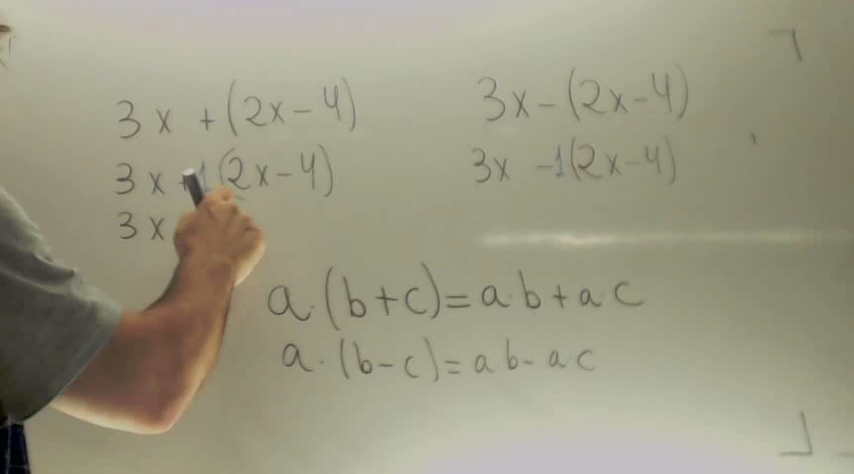 3x + (2x - 4)
3x + 1(2x - 4)
3x
3x - (2x - 4)
3x - 1(2x - 4)
a·(b+c) = a·b + a·c
a·(b-c) = a·b - a·c